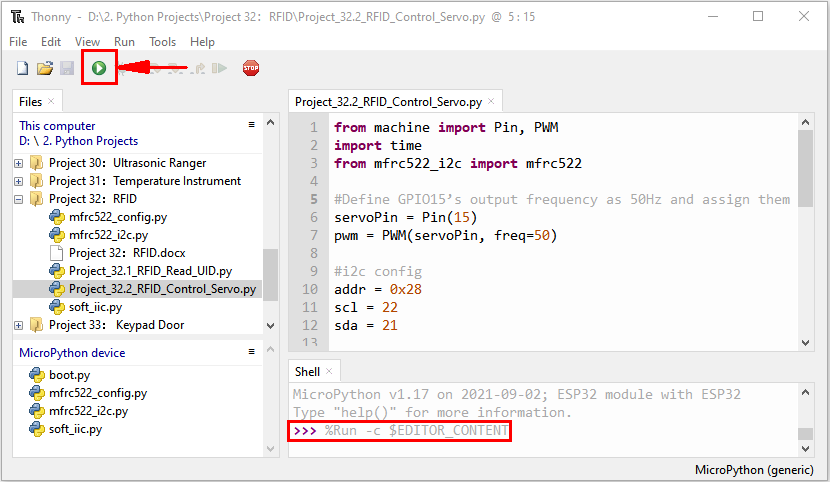 Thonny - D:\2. Python Projects\Project 32：RFID\Project_32.2_RFID_Control_Servo.py @ 5 : 15
File Edit View Run Tools Help
STOP
Files
This computer
D: \ 2. Python Projects
Project 30：Ultrasonic Ranger
Project 31：Temperature Instrument
Project 32：RFID
mfrc522_config.py
mfrc522_i2c.py
Project 32：RFID.docx
Project_32.1_RFID_Read_UID.py
Project_32.2_RFID_Control_Servo.py
soft_iic.py
Project 33： Keypad Door
MicroPython device
boot.py
mfrc522_config.py
mfrc522_i2c.py
soft_iic.py
Project_32.2_RFID_Control_Servo.py
1 from machine import Pin, PWM
2 import time
3 from mfrc522_i2c import mfrc522
4
5 #Define GPIO15’s output frequency as 50Hz and assign them
6 servoPin = Pin(15)
7 pwm = PWM(servoPin, freq=50)
8
9 #i2c config
10 addr = 0x28
11 scl = 22
12 sda = 21
13
Shell
MicroPython v1.17 on 2021-09-02; ESP32 module with ESP32
Type "help()" for more information.
>>> %Run -c $EDITOR_CONTENT
MicroPython (generic)